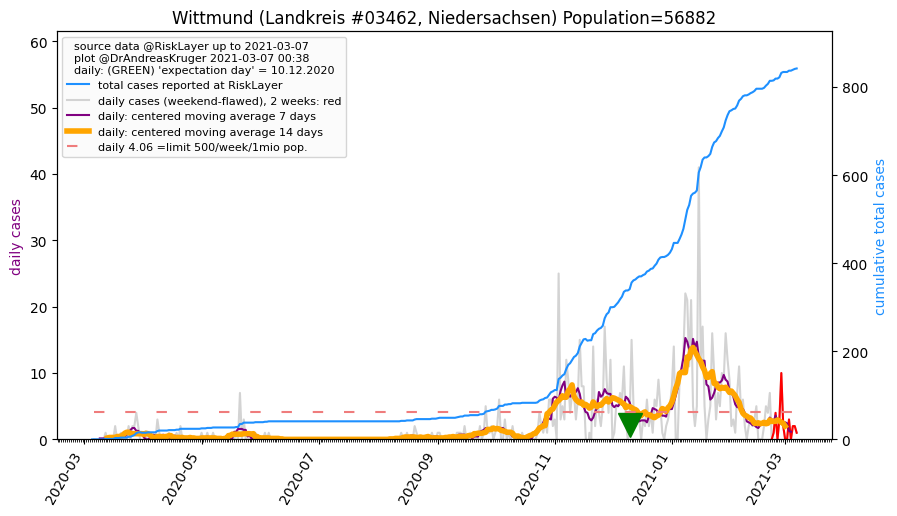 Wittmund (Landkreis #03462, Niedersachsen) Population=56882
source data @RiskLayer up to 2021-03-07
plot @DrAndreasKruger 2021-03-07 00:38
daily: (GREEN) 'expectation day' = 10.12.2020
total cases reported at RiskLayer
daily cases (weekend-flawed), 2 weeks: red
daily: centered moving average 7 days
daily: centered moving average 14 days
daily 4.06 =limit 500/week/1mio pop.
daily cases
60
50
40
30
20
10
0
cumulative total cases
800
600
400
200
0
2020-03
2020-05
2020-07
2020-09
2020-11
2021-01
2021-03